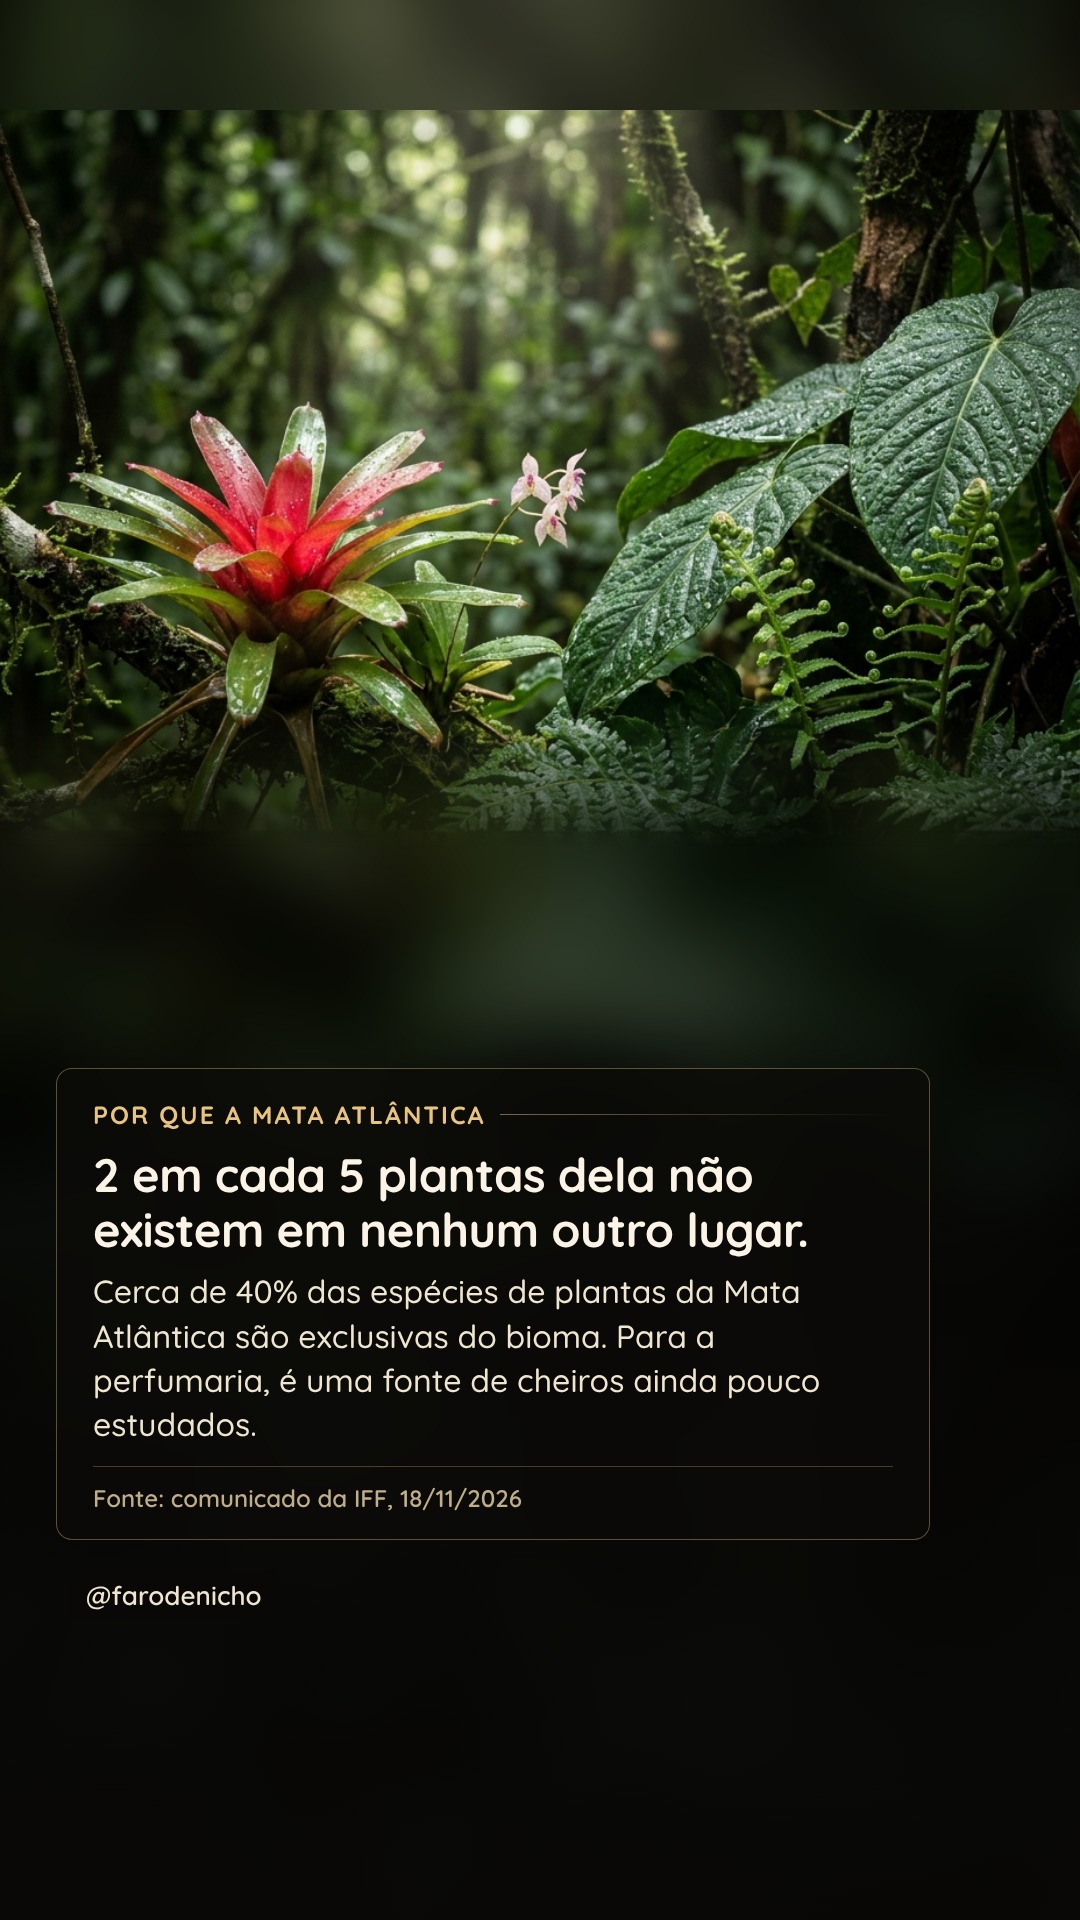 POR QUE A MATA ATLÂNTICA
2 em cada 5 plantas dela não
existem em nenhum outro lugar.
Cerca de 40% das espécies de plantas da Mata
Atlântica são exclusivas do bioma. Para a
perfumaria, é uma fonte de cheiros ainda pouco
estudados.
Fonte: comunicado da IFF, 18/11/2026
@farodenicho